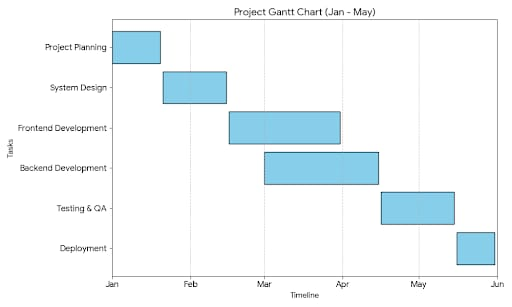 Project Gantt Chart (Jan - May)
Project Planning
System Design
Frontend Development
Backend Development
Testing & QA
Deployment
Tasks
Jan Feb Mar Apr May Jun
Timeline